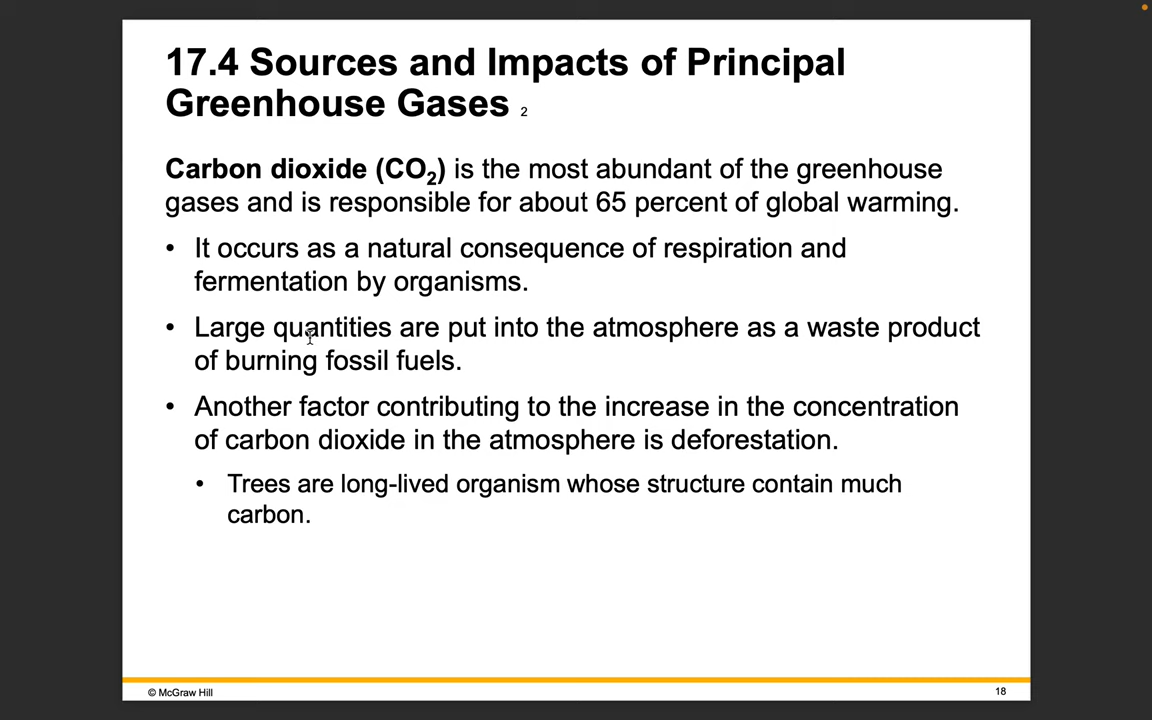 17.4 Sources and Impacts of Principal
Greenhouse Gases 2
Carbon dioxide (CO₂) is the most abundant of the greenhouse
gases and is responsible for about 65 percent of global warming.
• It occurs as a natural consequence of respiration and
fermentation by organisms.
• Large quantities are put into the atmosphere as a waste product
of burning fossil fuels.
• Another factor contributing to the increase in the concentration
of carbon dioxide in the atmosphere is deforestation.
• Trees are long-lived organism whose structure contain much
carbon.
© McGraw Hill
18